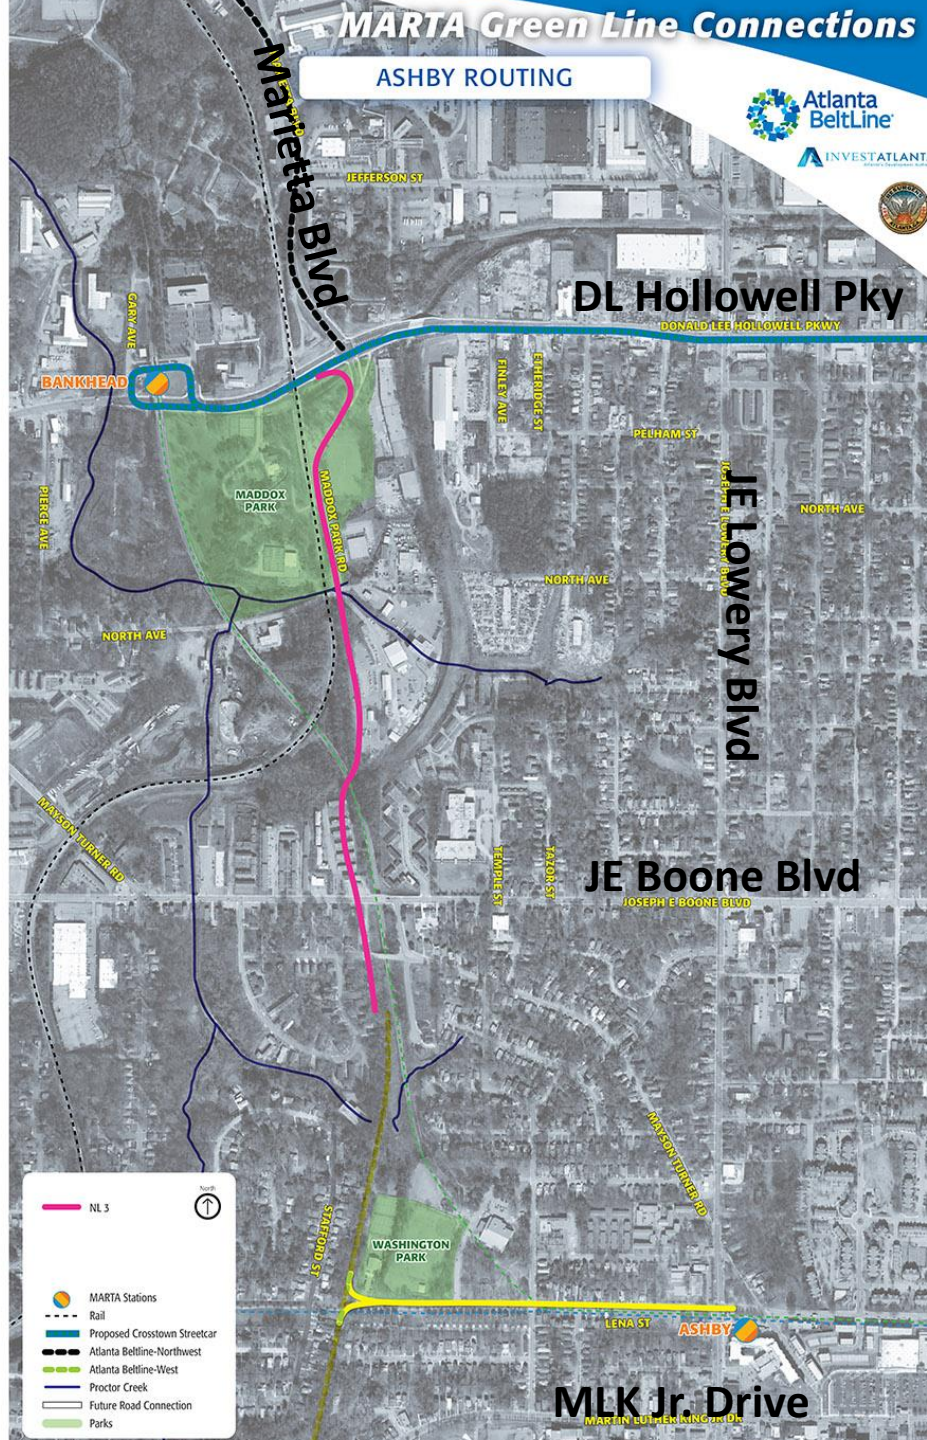 MARTA Green Line Connections
ASHBY ROUTING
Atlanta
BeltLine
INVESTATLANTA
Marietta Blvd
JEFFERSON ST
DL Hollowell Pky
DONALD LEE HOLLOWELL PKWY
GARY AVE
BANKHEAD
FINLEY AVE
ETHERIDGE ST
PELHAM ST
JE Lowery Blvd
JOSEPH E LOWERY BLVD
NORTH AVE
PIERCE AVE
MADDOX
PARK
MADDOX PARK RD
NORTH AVE
NORTH AVE
MAYSON TURNER RD
TEMPLE ST
TAZOR ST
JE Boone Blvd
JOSEPH E BOONE BLVD
MAYSON TURNER RD
STAFFORD ST
WASHINGTON
PARK
LENA ST
ASHBY
MLK Jr. Drive
MARTIN LUTHER KING JR DR
North
NL 3
MARTA Stations
Rail
Proposed Crosstown Streetcar
Atlanta Beltline-Northwest
Atlanta Beltline-West
Proctor Creek
Future Road Connection
Parks